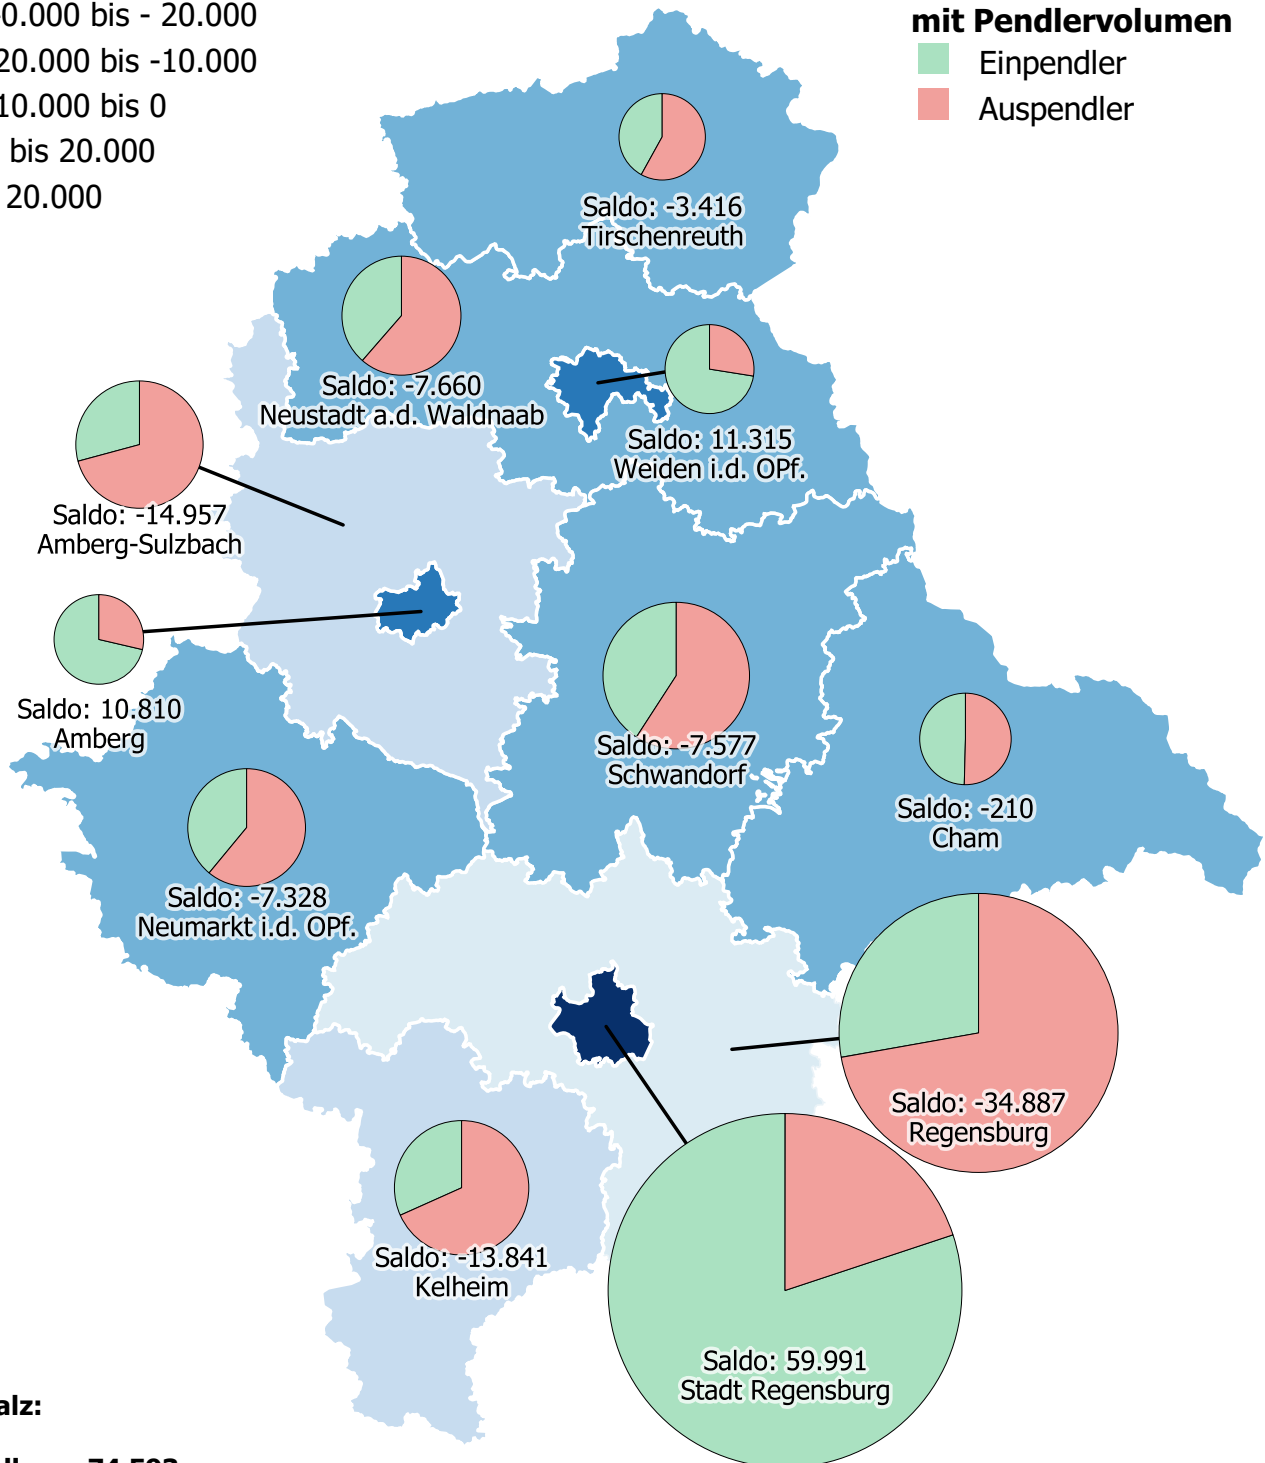 0.000 bis - 20.000
20.000 bis -10.000
10.000 bis 0
bis 20.000
20.000
mit Pendlervolumen
Einpendler
Auspendler
Saldo: -3.416
Tirschenreuth
Saldo: -7.660
Neustadt a.d. Waldnaab
Saldo: 11.315
Weiden i.d. OPf.
Saldo: -14.957
Amberg-Sulzbach
Saldo: 10.810
Amberg
Saldo: -7.577
Schwandorf
Saldo: -210
Cham
Saldo: -7.328
Neumarkt i.d. OPf.
Saldo: -34.887
Regensburg
Saldo: -13.841
Kelheim
Saldo: 59.991
Stadt Regensburg
alz: